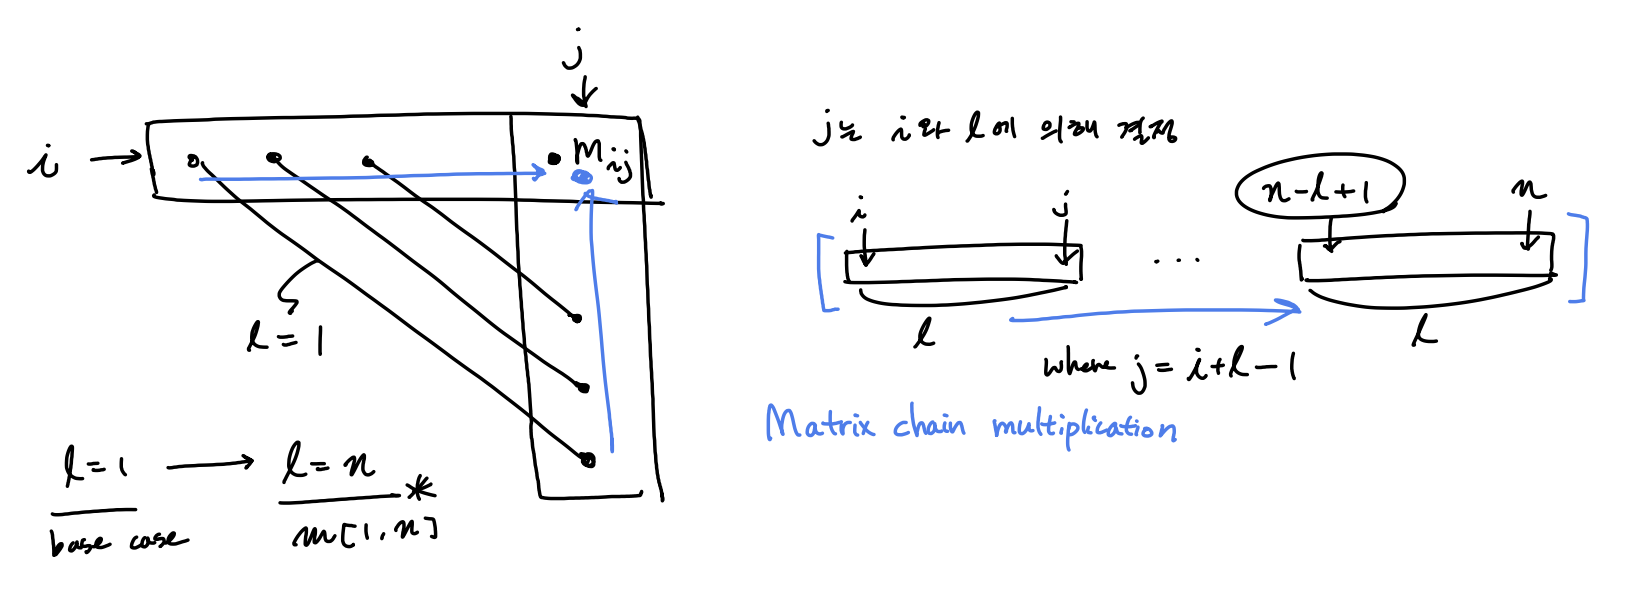 j
i
m ij
l = 1
l = 1 → l = n
base case
* m[1, n]
j는 i와 l에 의해 결정
i j ... n-l+1 n
l l
where j = i+l-1
Matrix chain multiplication